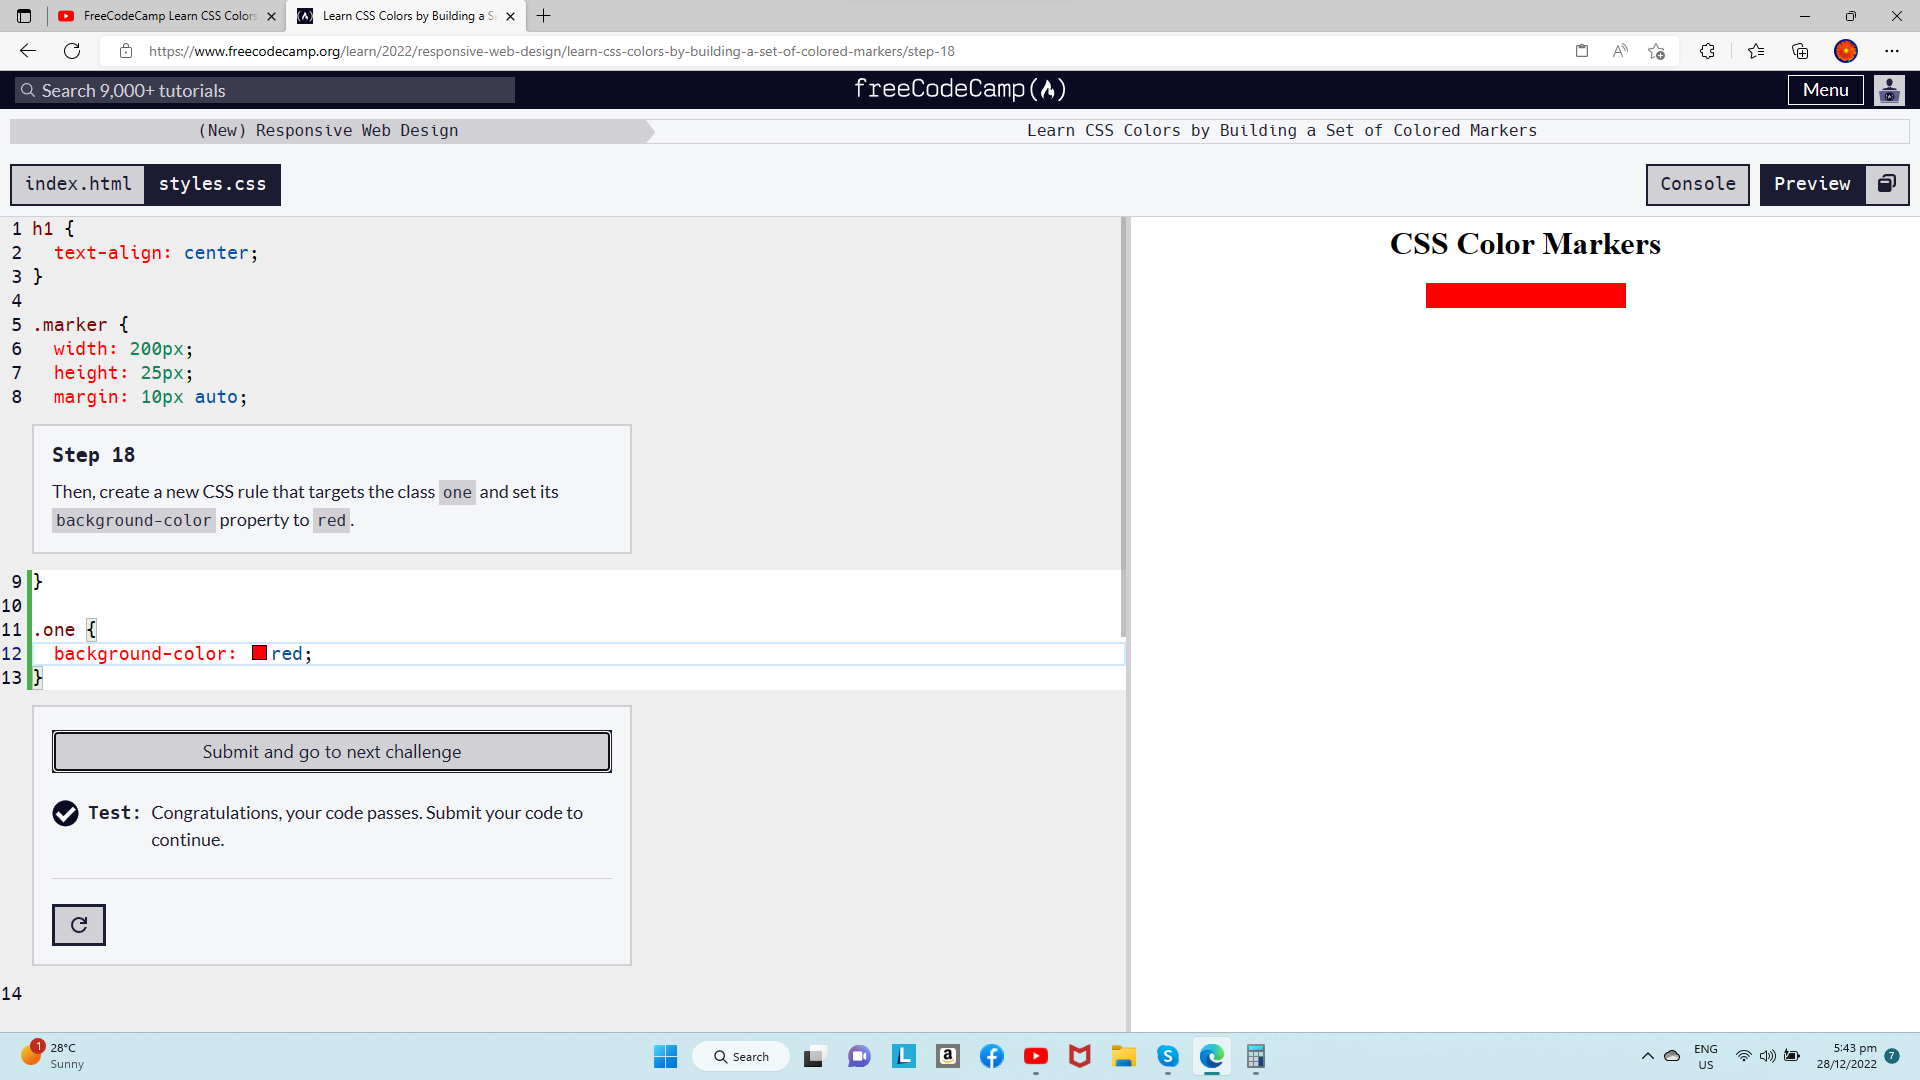 FreeCodeCamp Learn CSS Colors
Learn CSS Colors by Building a Se
https://www.freecodecamp.org/learn/2022/responsive-web-design/learn-css-colors-by-building-a-set-of-colored-markers/step-18
Search 9,000+ tutorials
freeCodeCamp
Menu
(New) Responsive Web Design
Learn CSS Colors by Building a Set of Colored Markers
index.html
styles.css
Console
Preview
1 h1 {
2 text-align: center;
3 }
4
5 .marker {
6 width: 200px;
7 height: 25px;
8 margin: 10px auto;
Step 18
Then, create a new CSS rule that targets the class one and set its
background-color property to red.
9 }
10
11 .one {
12 background-color: red;
13 }
Submit and go to next challenge
Test: Congratulations, your code passes. Submit your code to
continue.
14
CSS Color Markers
1
28°C
Sunny
Search
L
a
S
ENG
US
5:43 pm
28/12/2022
7